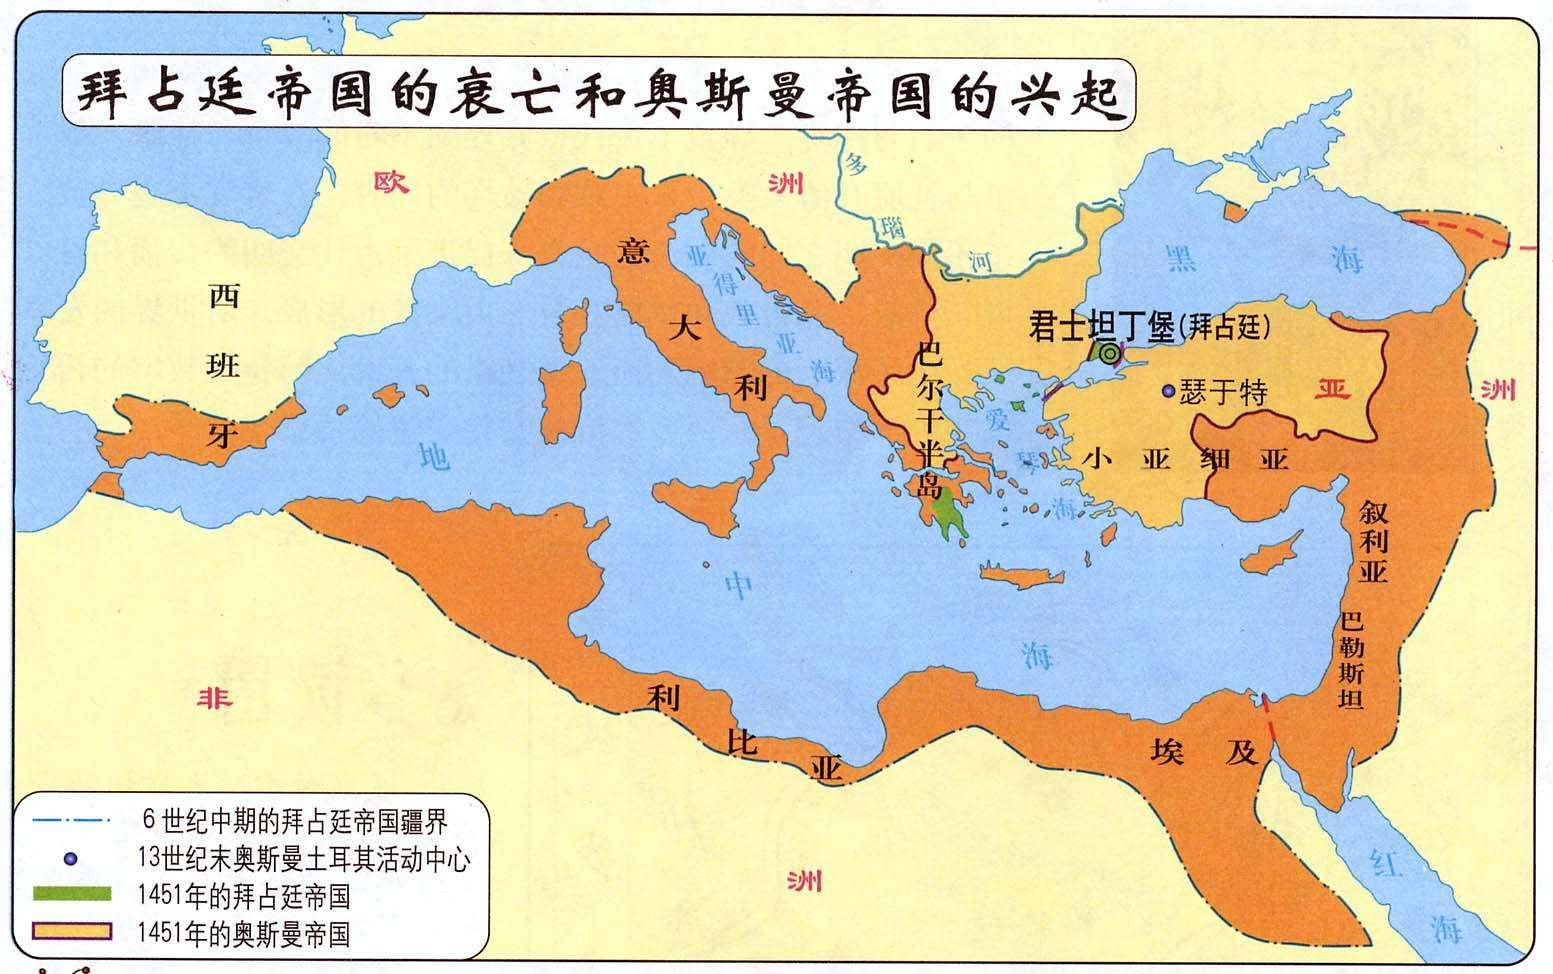 拜占廷帝国的衰亡和奥斯曼帝国的兴起
欧洲
多瑙河
西班牙
意大利
亚得里亚海
黑海
君士坦丁堡(拜占廷)
巴尔干半岛
瑟于特
亚洲
爱琴海
小亚细亚
地中海
叙利亚
巴勒斯坦
非洲
利比亚
埃及
红海
6世纪中期的拜占廷帝国疆界
13世纪末奥斯曼土耳其活动中心
1451年的拜占廷帝国
1451年的奥斯曼帝国